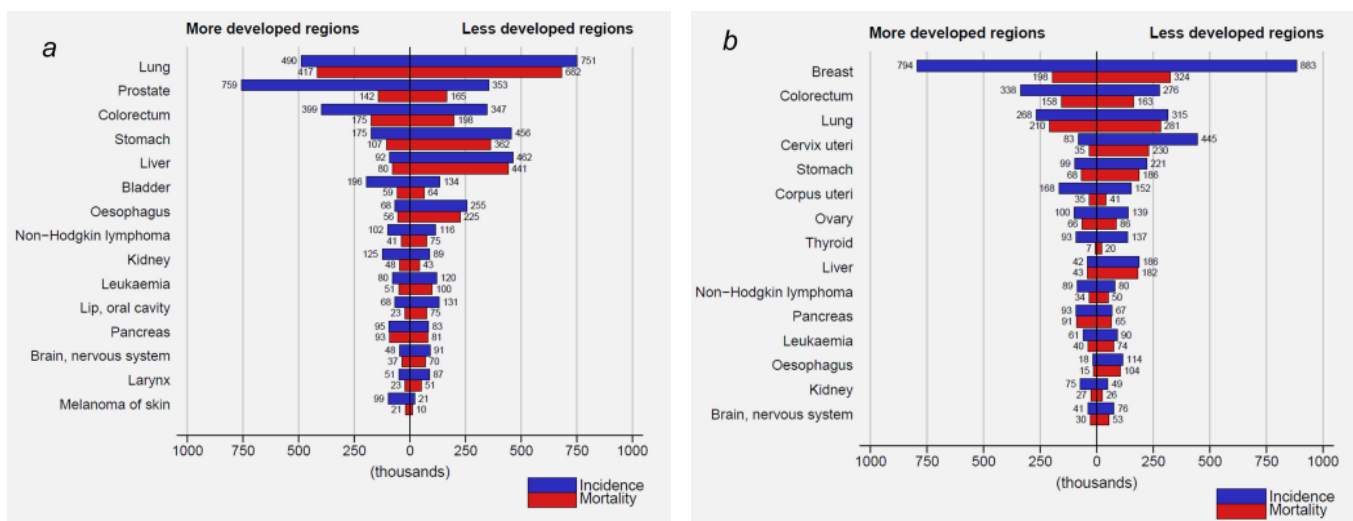 a
More developed regions Less developed regions
Lung 490 751
417 682
Prostate 759 353
142 165
Colorectum 399 347
175 198
Stomach 175 456
107 362
Liver 92 462
80 441
Bladder 196 134
59 64
Oesophagus 68 255
56 225
Non-Hodgkin lymphoma 102 116
41 75
Kidney 125 89
48 43
Leukaemia 80 120
51 100
Lip, oral cavity 68 131
23 75
Pancreas 95 83
93 81
Brain, nervous system 48 91
37 70
Larynx 51 87
23 51
Melanoma of skin 99 21
21 10
1000 750 500 250 0 250 500 750 1000
(thousands)
Incidence
Mortality
b
More developed regions Less developed regions
Breast 794 883
198 324
Colorectum 338 276
158 163
Lung 268 315
210 281
Cervix uteri 83 445
35 230
Stomach 99 221
68 186
Corpus uteri 168 152
35 41
Ovary 100 139
66 86
Thyroid 93 137
7 20
Liver 42 186
43 182
Non-Hodgkin lymphoma 89 80
34 50
Pancreas 93 67
91 65
Leukaemia 61 90
40 74
Oesophagus 18 114
15 104
Kidney 75 49
27 26
Brain, nervous system 41 76
30 53
1000 750 500 250 0 250 500 750 1000
(thousands)
Incidence
Mortality